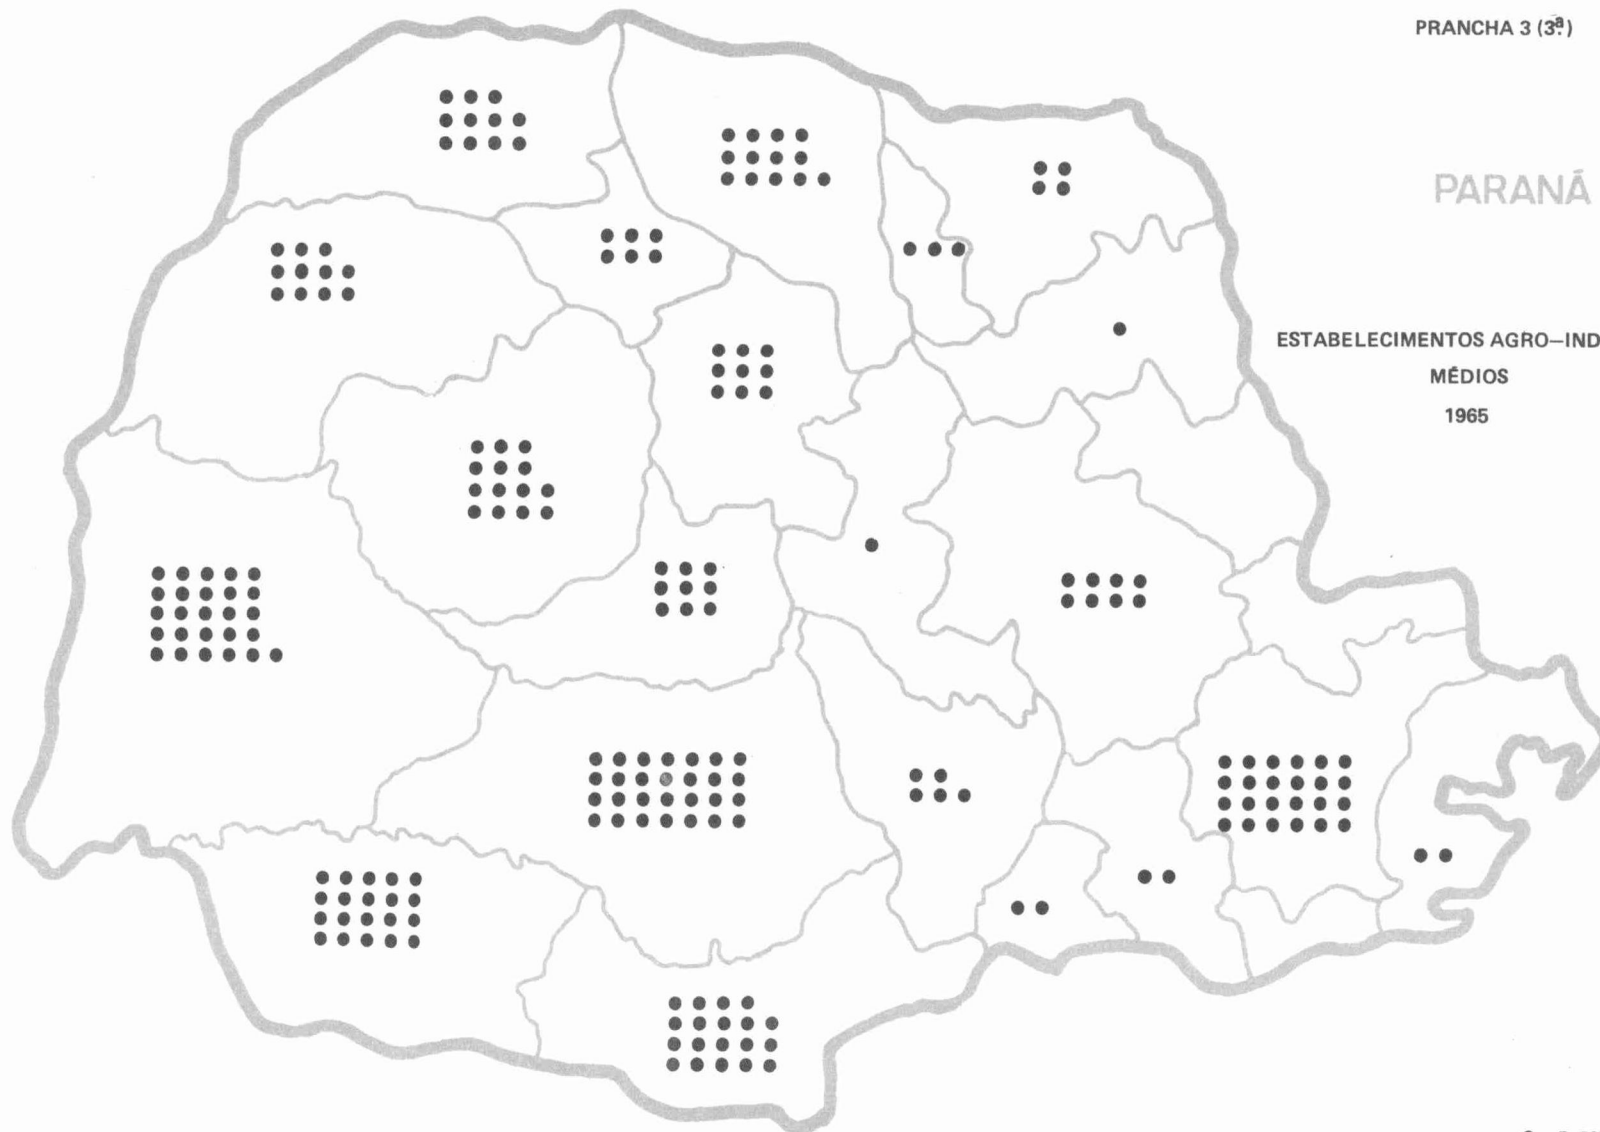 PRANCHA 3 (3ª)
PARANÁ
ESTABELECIMENTOS AGRO—IND
MÉDIOS
1965